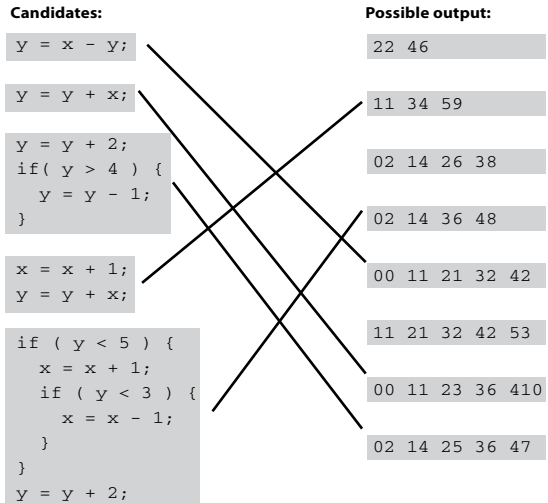 Candidates:
y = x - y;
y = y + x;
y = y + 2;
if( y > 4 ) {
y = y - 1;
}
x = x + 1;
y = y + x;
if ( y < 5 ) {
x = x + 1;
if ( y < 3 ) {
x = x - 1;
}
}
y = y + 2;
Possible output:
22 46
11 34 59
02 14 26 38
02 14 36 48
00 11 21 32 42
11 21 32 42 53
00 11 23 36 410
02 14 25 36 47